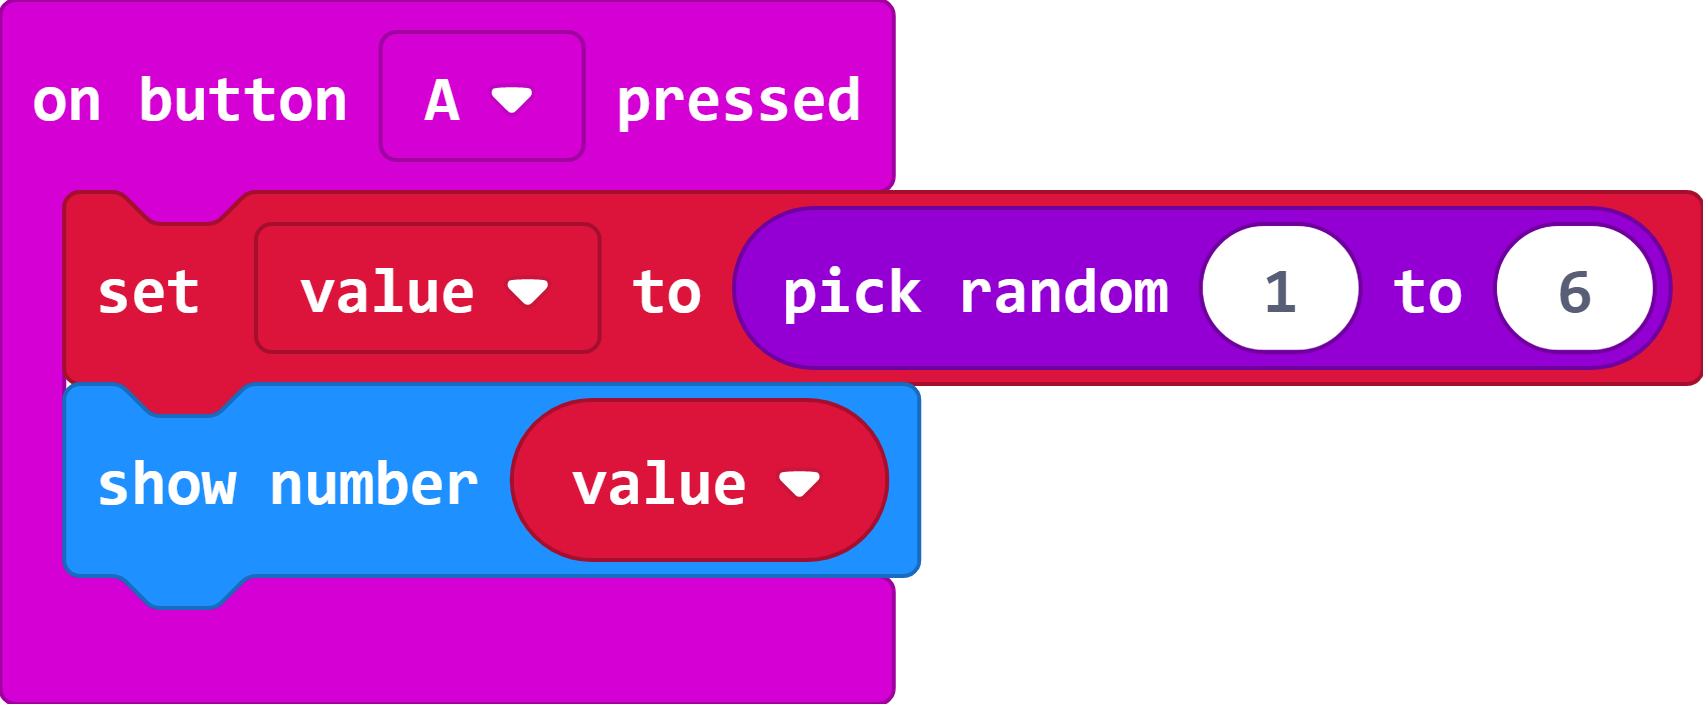 on button A pressed
set value to pick random 1 to 6
show number value